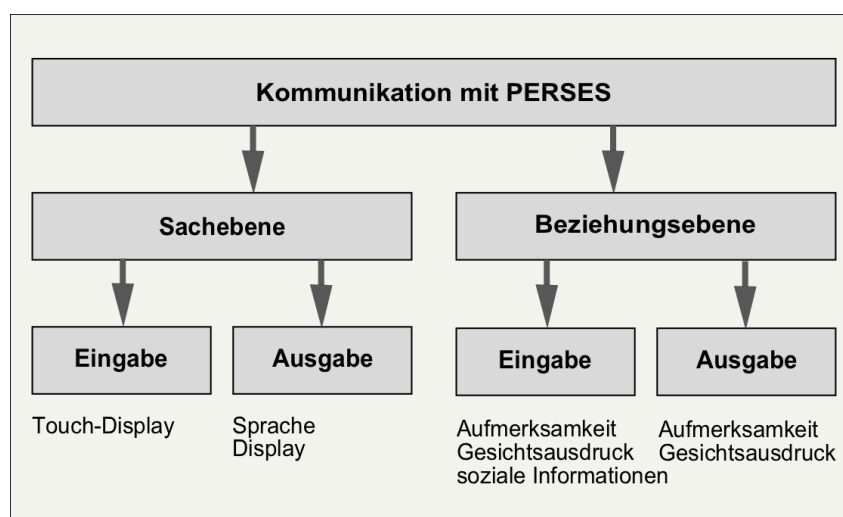 Kommunikation mit PERSES
Sachebene
Beziehungsebene
Eingabe
Ausgabe
Eingabe
Ausgabe
Touch-Display
Sprache
Display
Aufmerksamkeit
Gesichtsausdruck
soziale Informationen
Aufmerksamkeit
Gesichtsausdruck